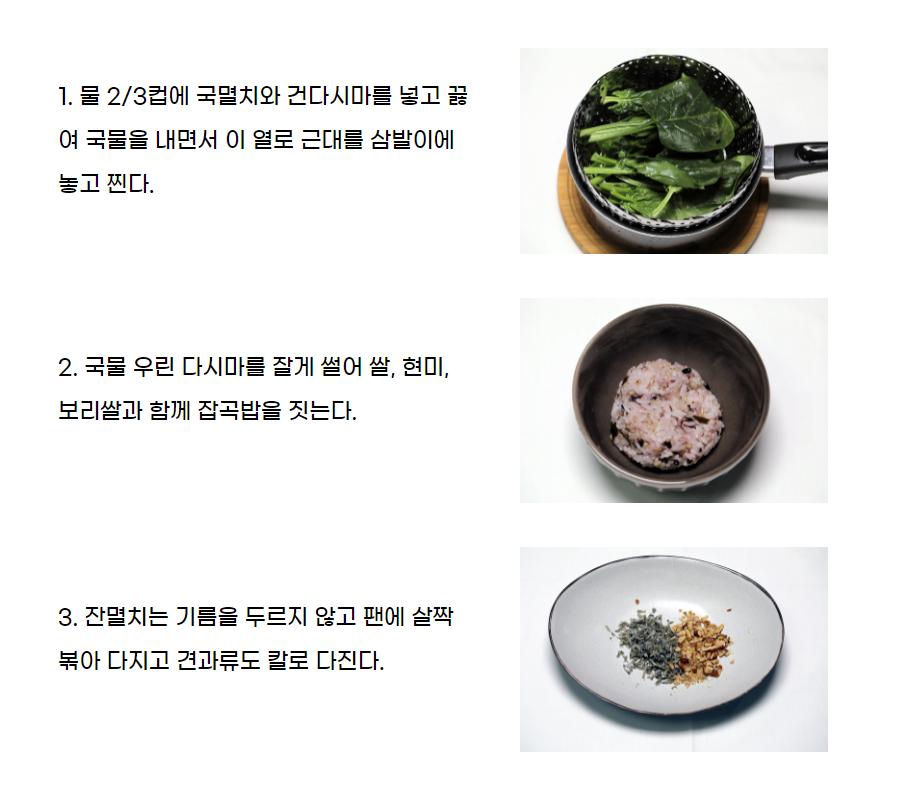 1. 물 2/3컵에 국멸치와 건다시마를 넣고 끓
여 국물을 내면서 이 열로 근대를 삼발이에
놓고 찐다.
2. 국물 우린 다시마를 잘게 썰어 쌀, 현미,
보리쌀과 함께 잡곡밥을 짓는다.
3. 잔멸치는 기름을 두르지 않고 팬에 살짝
볶아 다지고 견과류도 칼로 다진다.